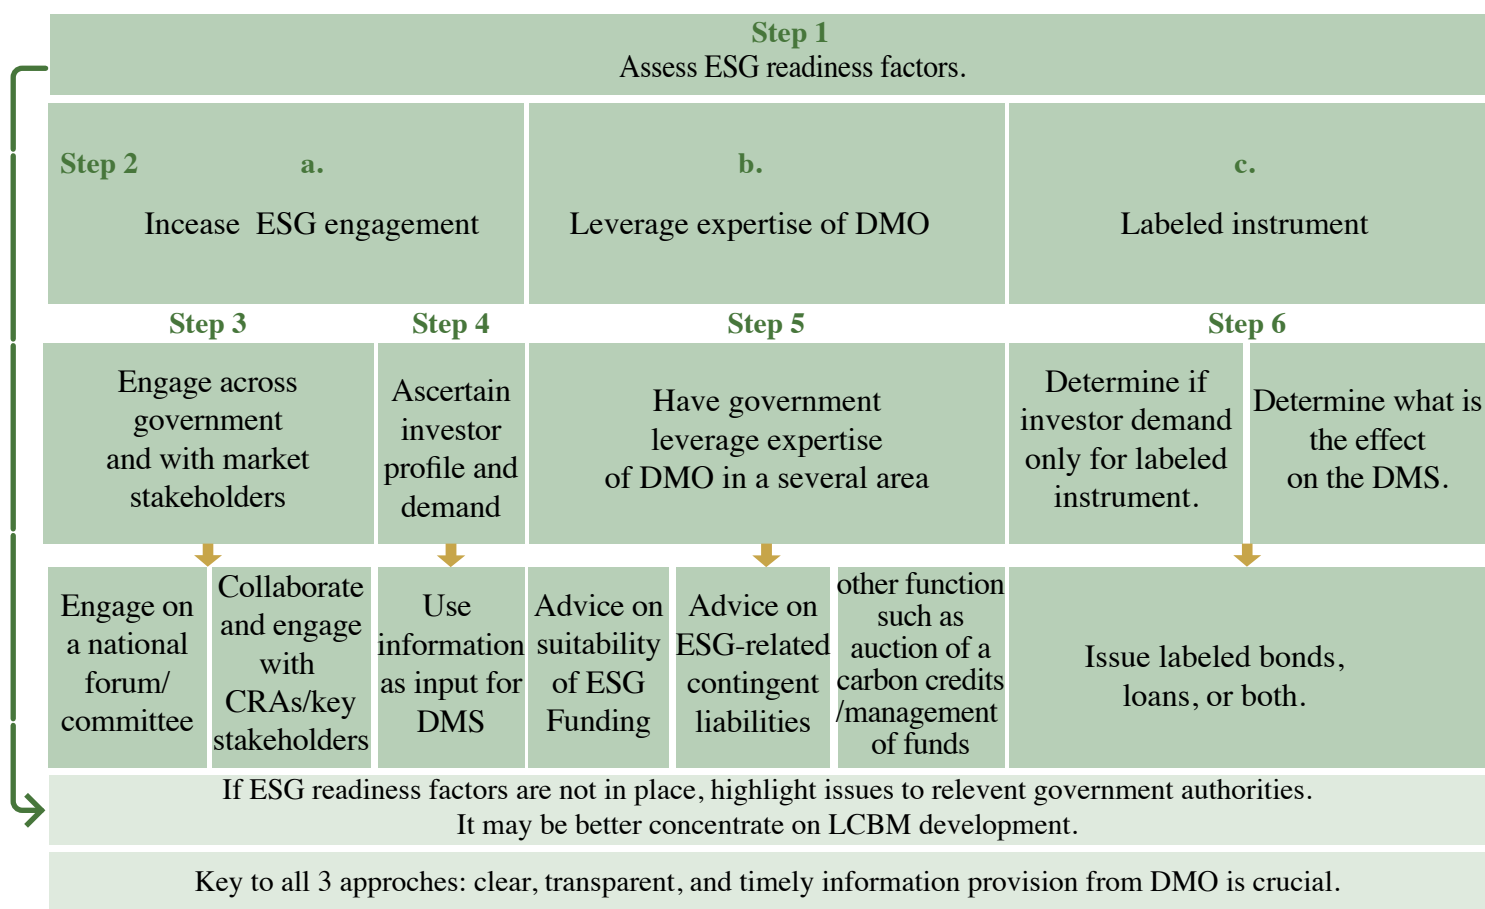 Step 1
Assess ESG readiness factors.
Step 2
a.
Incease ESG engagement
b.
Leverage expertise of DMO
c.
Labeled instrument
Step 3
Engage across
government
and with market
stakeholders
Step 4
Ascertain
investor
profile and
demand
Step 5
Have government
leverage expertise
of DMO in a several area
Step 6
Determine if
investor demand
only for labeled
instrument.
Determine what is
the effect
on the DMS.
Engage on
a national
forum/
committee
Collaborate
and engage
with
CRAs/key
stakeholders
Use
information
as input for
DMS
Advice on
suitability
of ESG
Funding
Advice on
ESG-related
contingent
liabilities
other function
such as
auction of a
carbon credits
/management
of funds
Issue labeled bonds,
loans, or both.
If ESG readiness factors are not in place, highlight issues to relevent government authorities.
It may be better concentrate on LCBM development.
Key to all 3 approches: clear, transparent, and timely information provision from DMO is crucial.